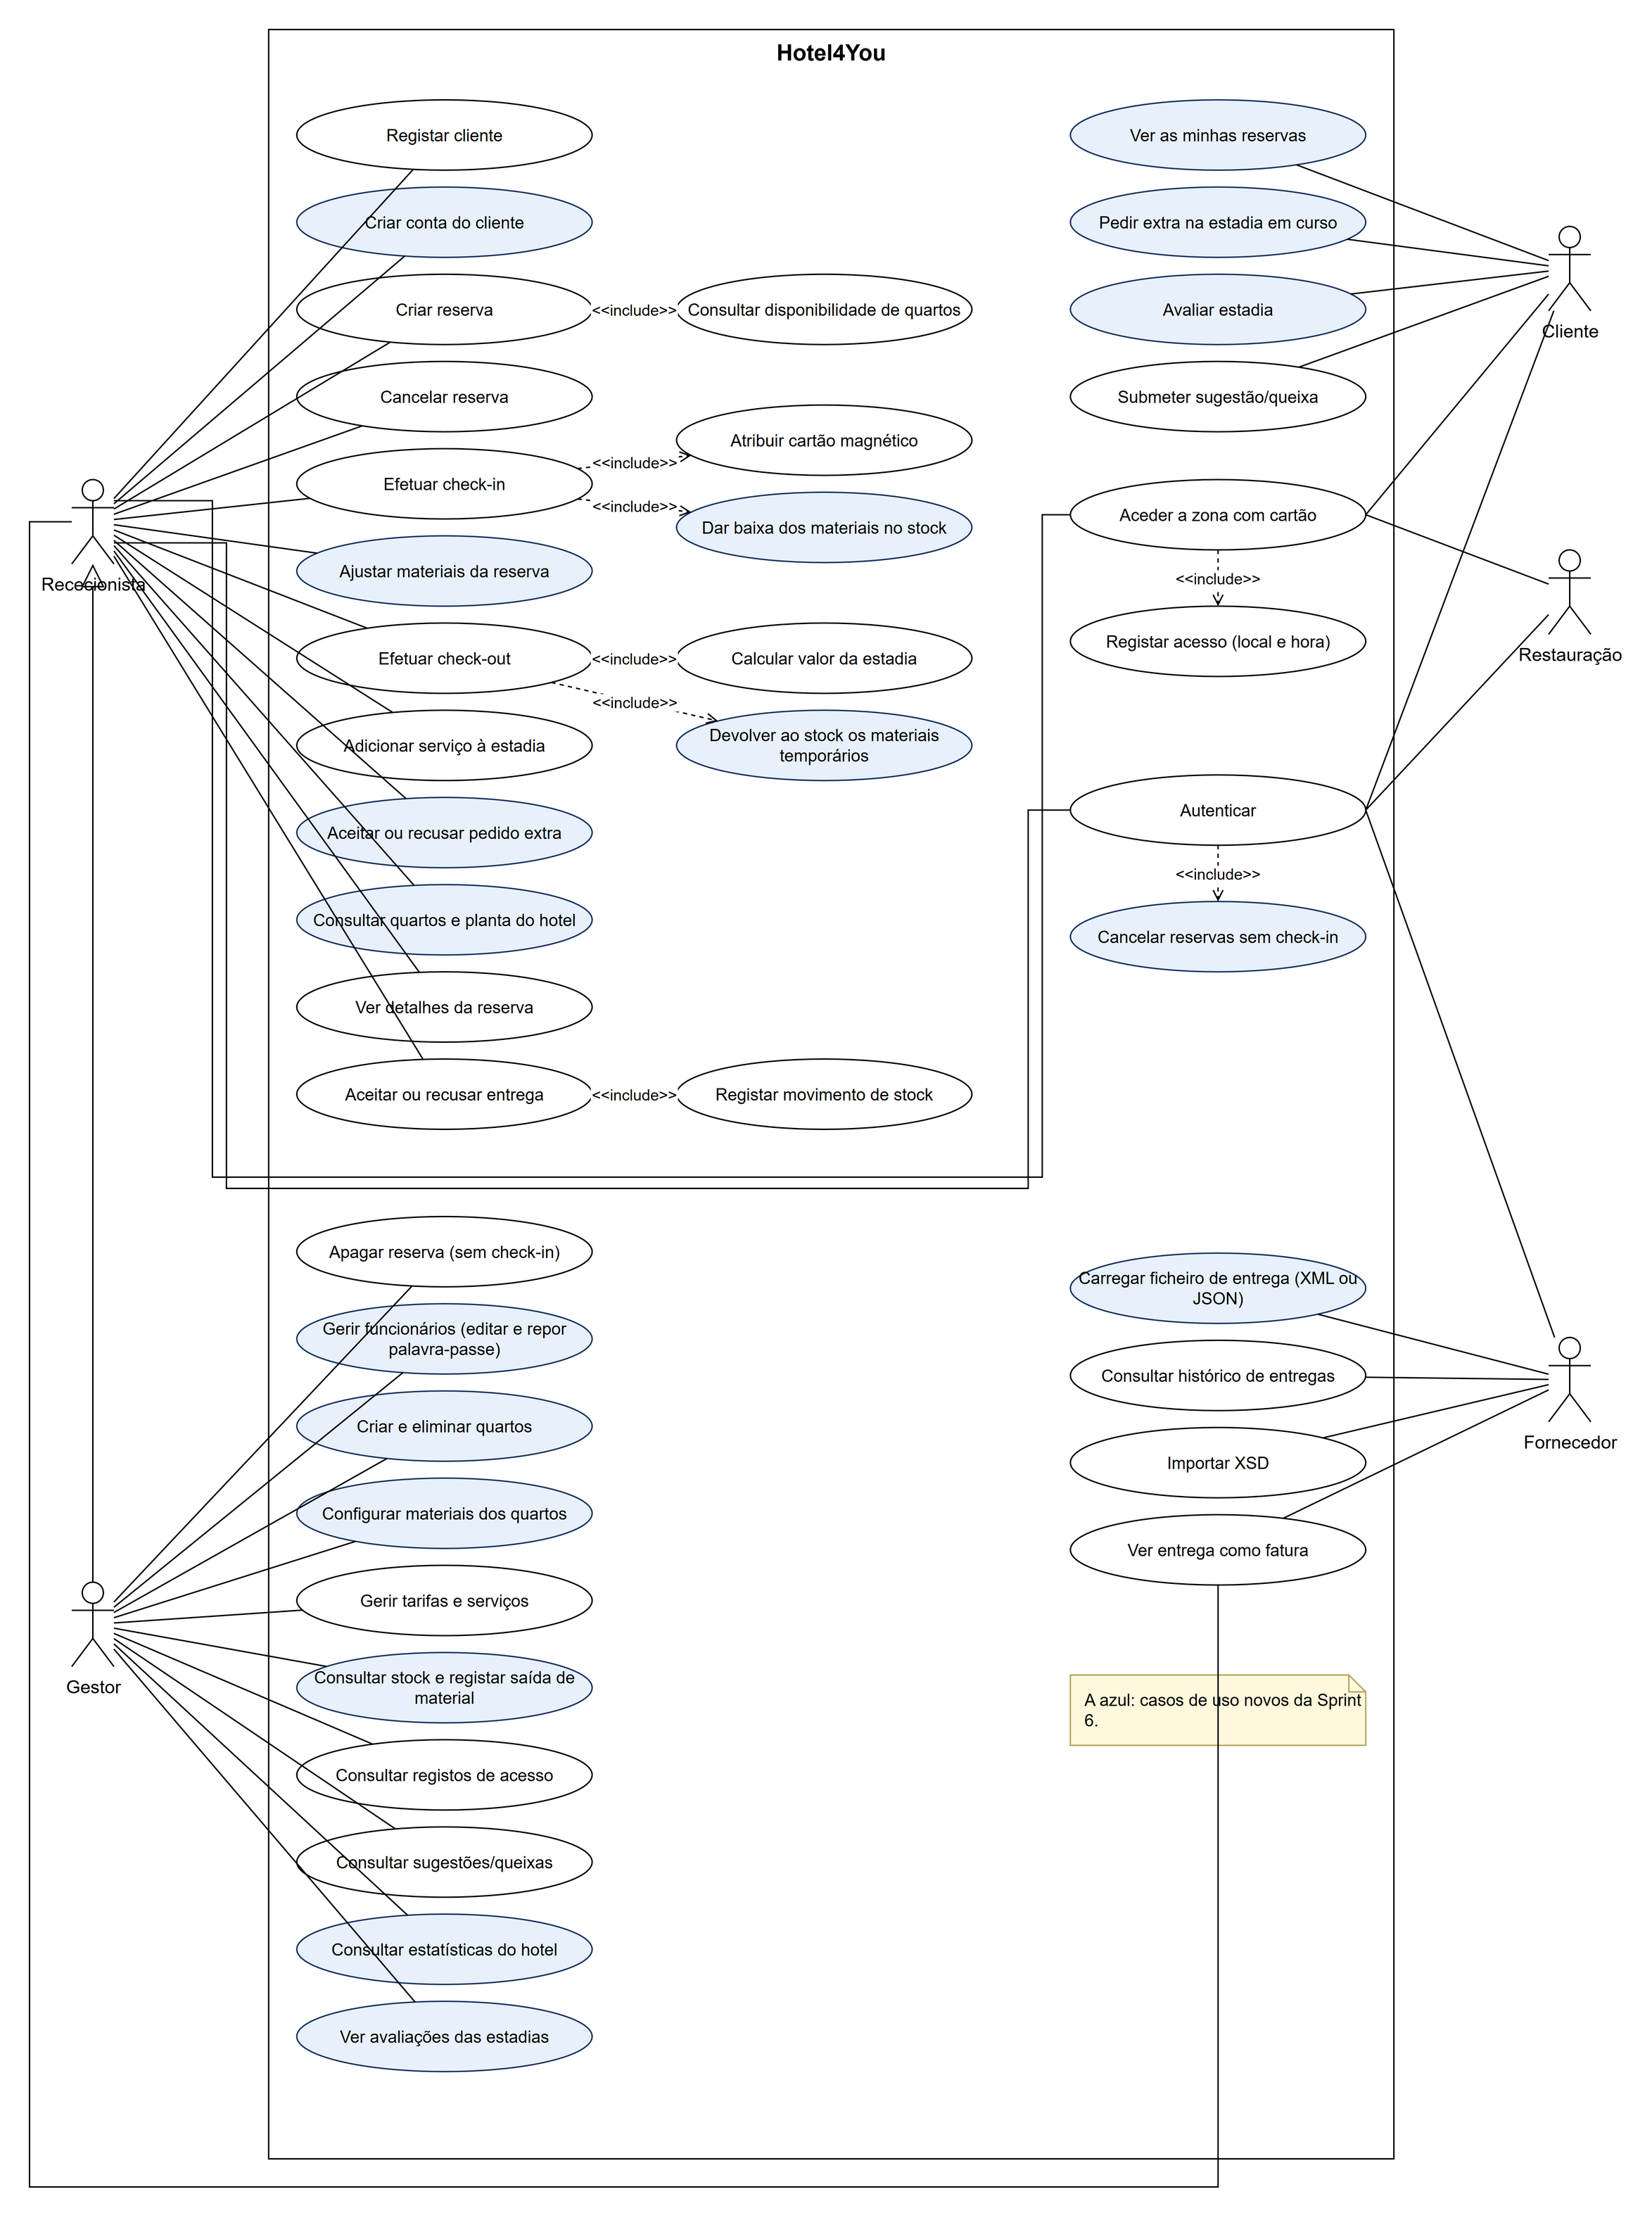 Hotel4You
Registar cliente
Ver as minhas reservas
Criar conta do cliente
Pedir extra na estadia em curso
Criar reserva
<<include>>
Consultar disponibilidade de quartos
Avaliar estadia
Cliente
Cancelar reserva
Submeter sugestão/queixa
Atribuir cartão magnético
<<include>>
Efetuar check-in
<<include>>
Dar baixa dos materiais no stock
Aceder a zona com cartão
Ajustar materiais da reserva
<<include>>
Rececionista
Registar acesso (local e hora)
Restauração
Efetuar check-out
<<include>>
Calcular valor da estadia
<<include>>
Adicionar serviço à estadia
Devolver ao stock os materiais
temporários
Autenticar
Aceitar ou recusar pedido extra
<<include>>
Consultar quartos e planta do hotel
Cancelar reservas sem check-in
Ver detalhes da reserva
Aceitar ou recusar entrega
<<include>>
Registar movimento de stock
Apagar reserva (sem check-in)
Carregar ficheiro de entrega (XML ou
JSON)
Gerir funcionários (editar e repor
palavra-passe)
Consultar histórico de entregas
Criar e eliminar quartos
Fornecedor
Importar XSD
Configurar materiais dos quartos
Ver entrega como fatura
Gerir tarifas e serviços
Gestor
Consultar stock e registar saída de
material
A azul: casos de uso novos da Sprint
6.
Consultar registos de acesso
Consultar sugestões/queixas
Consultar estatísticas do hotel
Ver avaliações das estadias